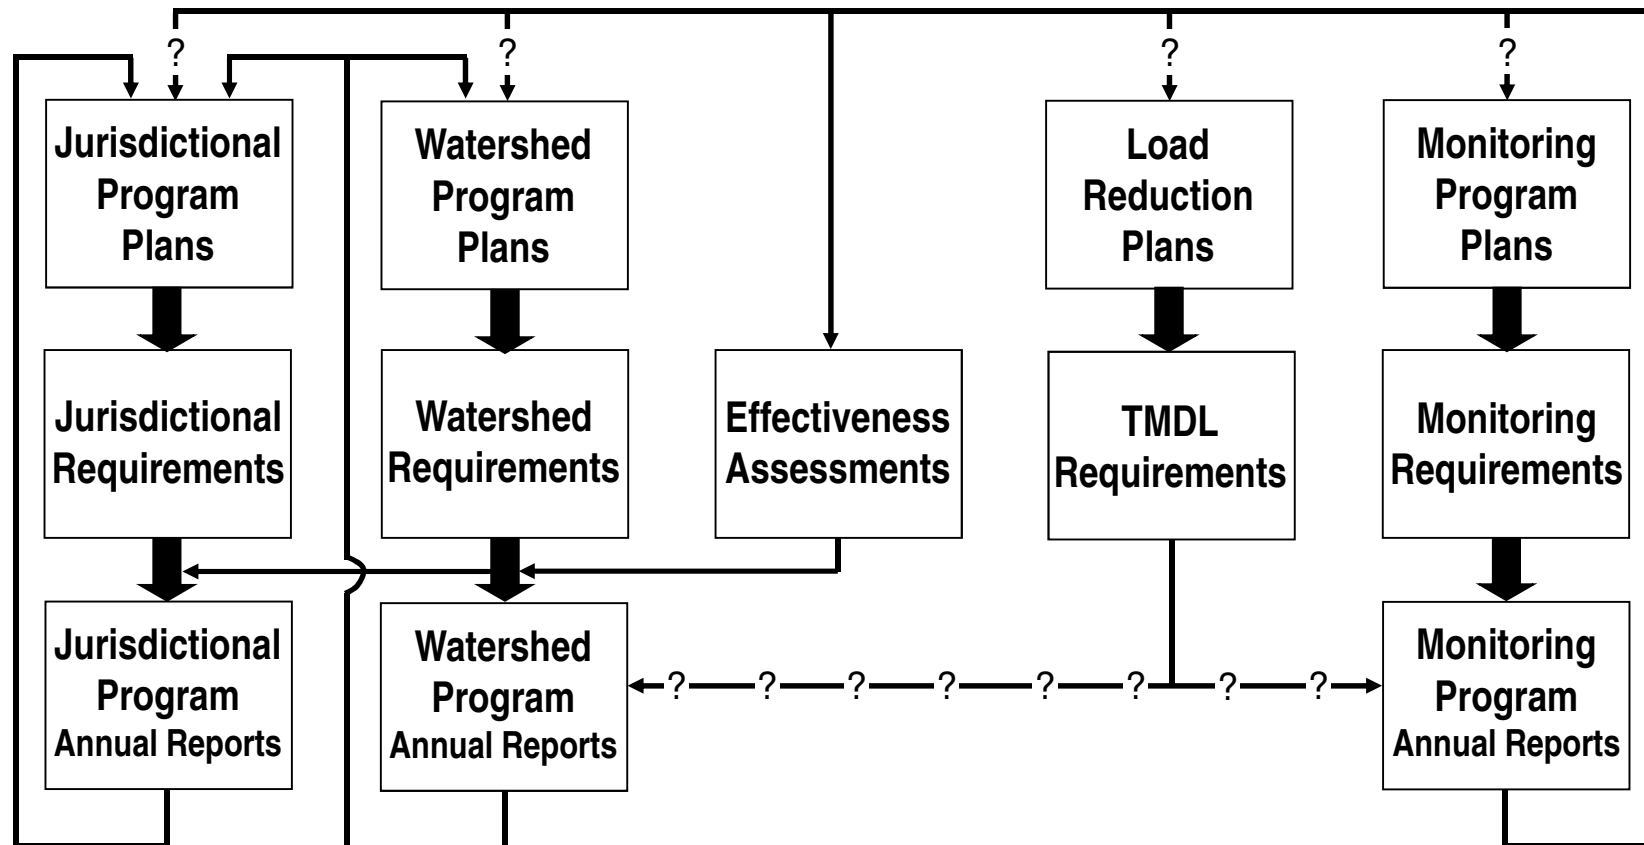 ? ? ? ?
Jurisdictional
Program
Plans
Watershed
Program
Plans
Load
Reduction
Plans
Monitoring
Program
Plans
Jurisdictional
Requirements
Watershed
Requirements
Effectiveness
Assessments
TMDL
Requirements
Monitoring
Requirements
Jurisdictional
Program
Annual Reports
Watershed
Program
Annual Reports
? ? ? ? ? ? ? ?
Monitoring
Program
Annual Reports